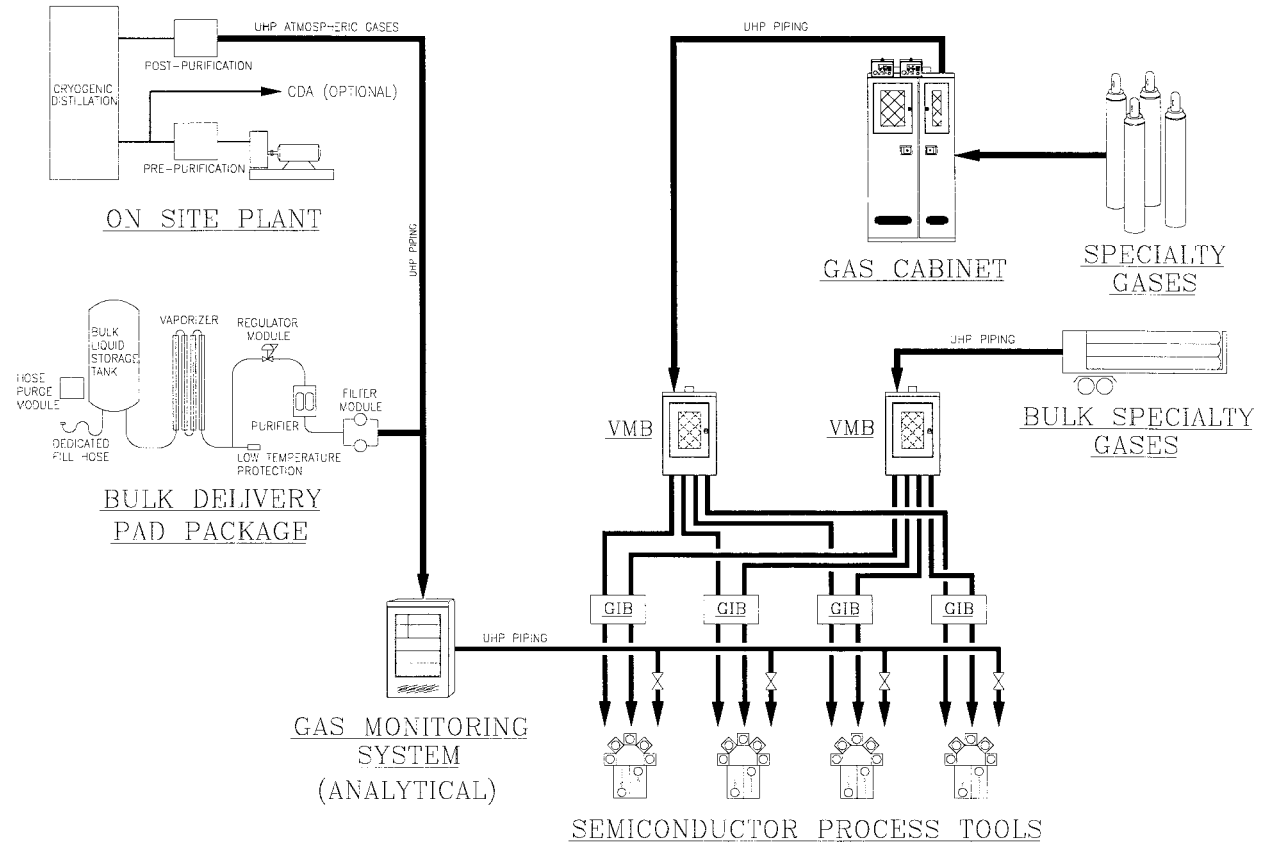 UHP ATMOSPHERIC GASES
POST-PURIFICATION
CRYOGENIC
DISTILLATION
CDA (OPTIONAL)
PRE-PURIFICATION
ON SITE PLANT
UHP PIPING
VAPORIZER
REGULATOR
MODULE
BULK
LIQUID
STORAGE
TANK
HOSE
PURGE
MODULE
FILTER
MODULE
PURIFIER
DEDICATED
FILL HOSE
LOW TEMPERATURE
PROTECTION
BULK DELIVERY
PAD PACKAGE
UHP PIPING
GAS CABINET
SPECIALTY
GASES
UHP PIPING
BULK SPECIALTY
GASES
VMB
VMB
GIB
GIB
GIB
GIB
UHP PIPING
GAS MONITORING
SYSTEM
(ANALYTICAL)
SEMICONDUCTOR PROCESS TOOLS